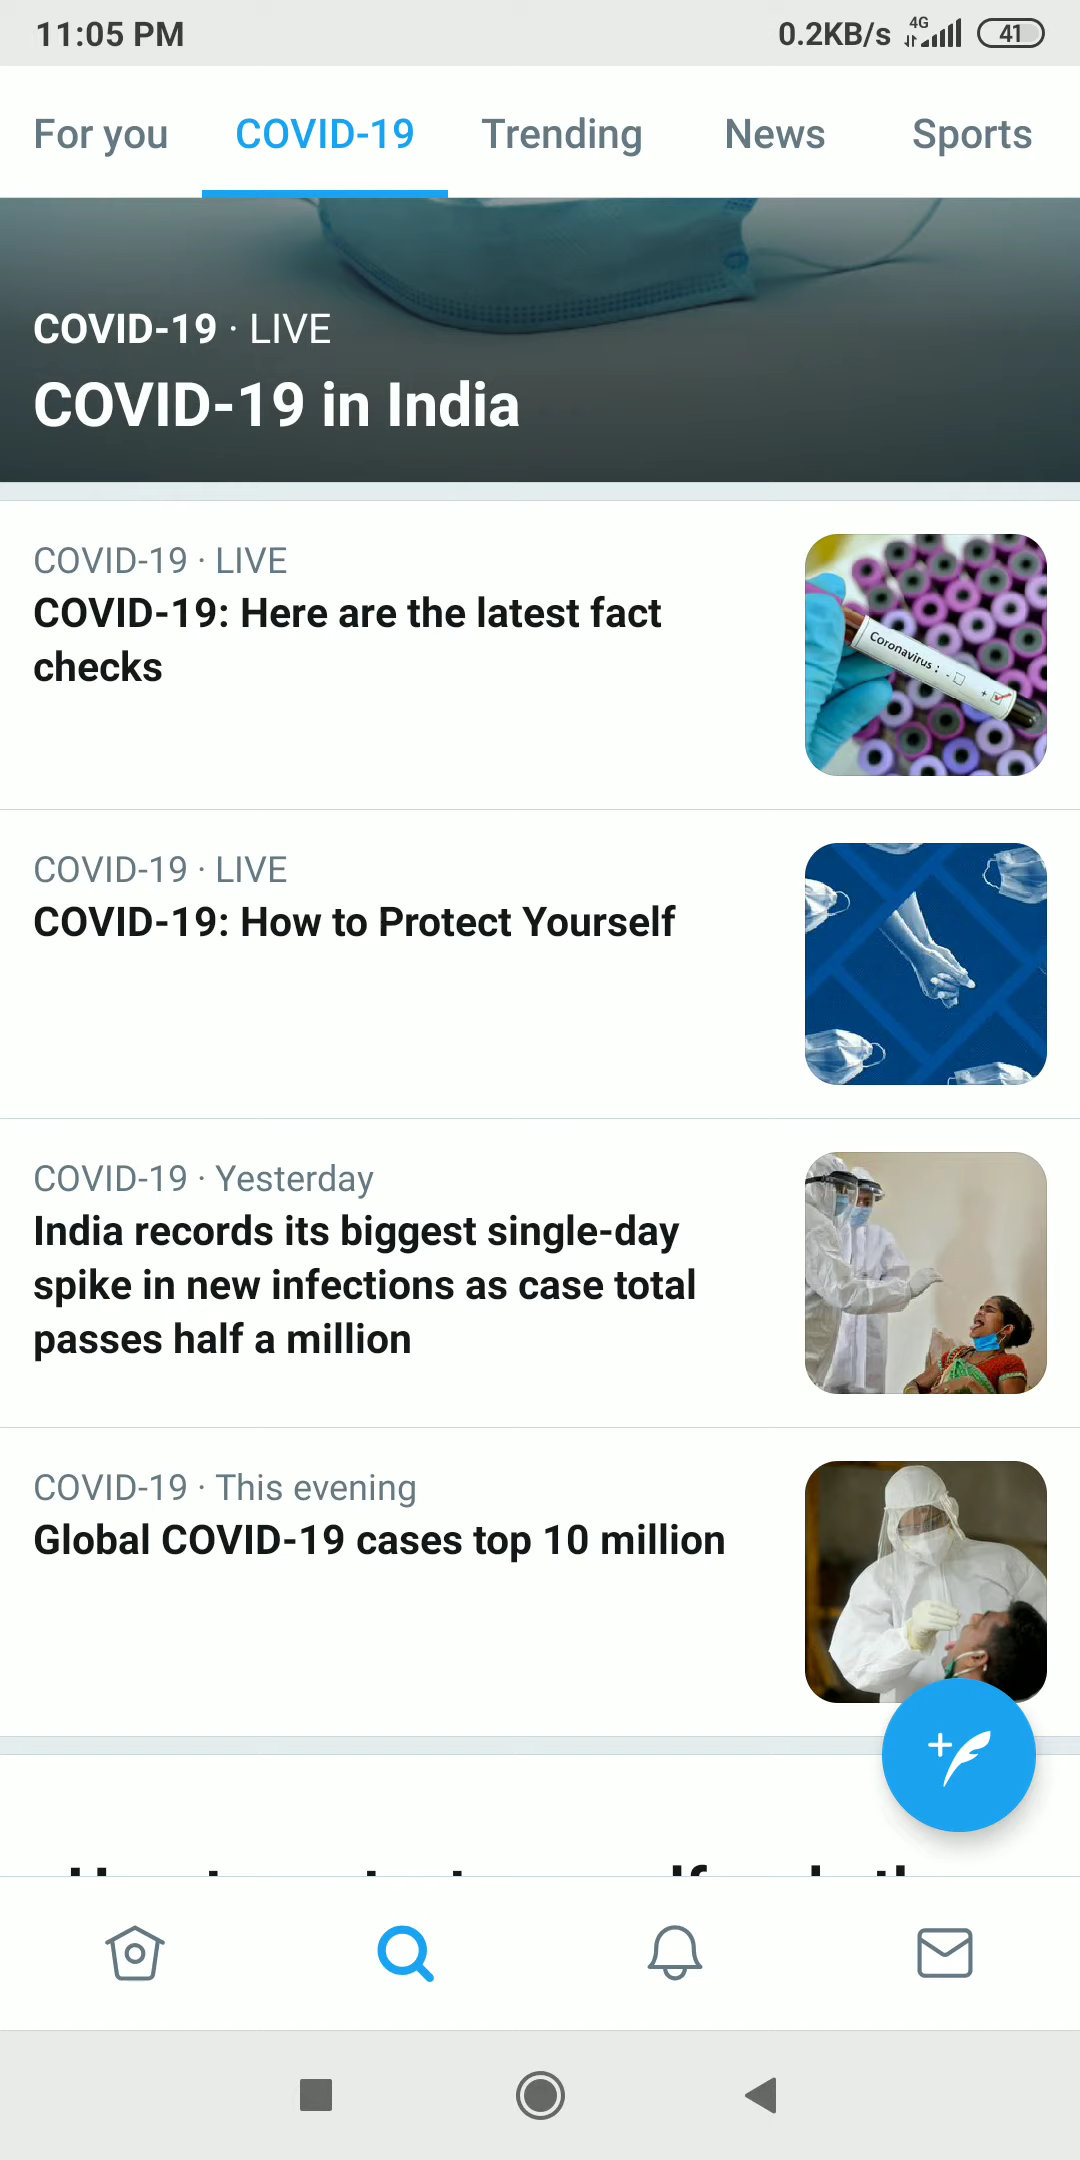 11:05 PM 0.2KB/s 4G 41
For you COVID-19 Trending News Sports
COVID-19 · LIVE
COVID-19 in India
COVID-19 · LIVE
COVID-19: Here are the latest fact
checks
Coronavirus : - +
COVID-19 · LIVE
COVID-19: How to Protect Yourself
COVID-19 · Yesterday
India records its biggest single-day
spike in new infections as case total
passes half a million
COVID-19 · This evening
Global COVID-19 cases top 10 million